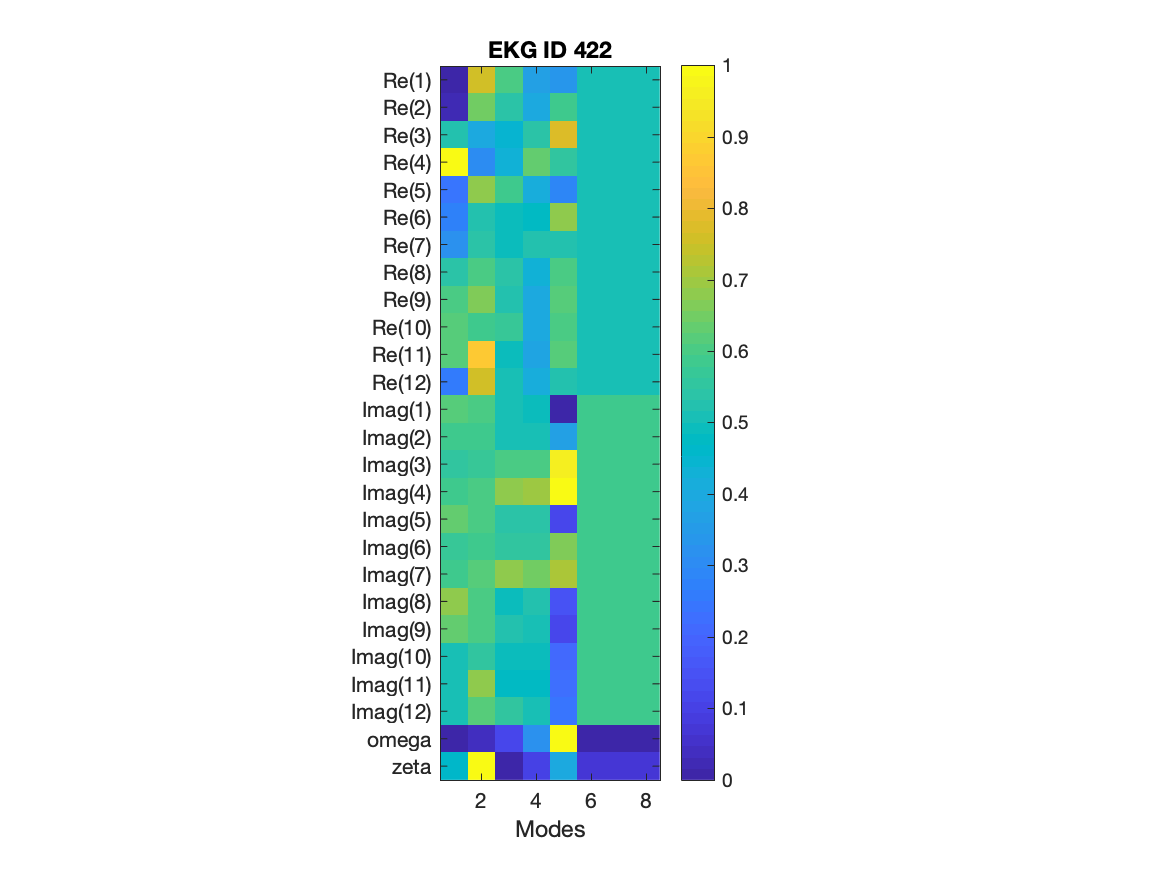 EKG ID 422
Re(1)
Re(2)
Re(3)
Re(4)
Re(5)
Re(6)
Re(7)
Re(8)
Re(9)
Re(10)
Re(11)
Re(12)
Imag(1)
Imag(2)
Imag(3)
Imag(4)
Imag(5)
Imag(6)
Imag(7)
Imag(8)
Imag(9)
Imag(10)
Imag(11)
Imag(12)
omega
zeta
2 4 6 8
Modes
1
0.9
0.8
0.7
0.6
0.5
0.4
0.3
0.2
0.1
0